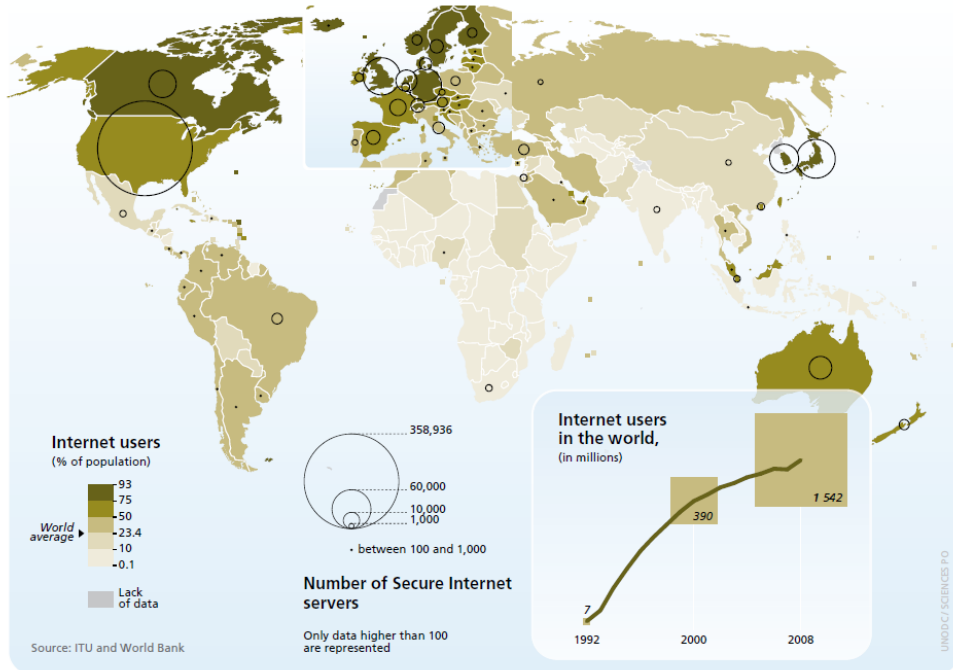 Internet users
(% of population)
93
75
50
World
average
23.4
10
0.1
Lack
of data
Source: ITU and World Bank
358,936
60,000
10,000
1,000
• between 100 and 1,000
Number of Secure Internet
servers
Only data higher than 100
are represented
Internet users
in the world,
(in millions)
7
390
1 542
1992
2000
2008
UNODC / SCIENCES PO